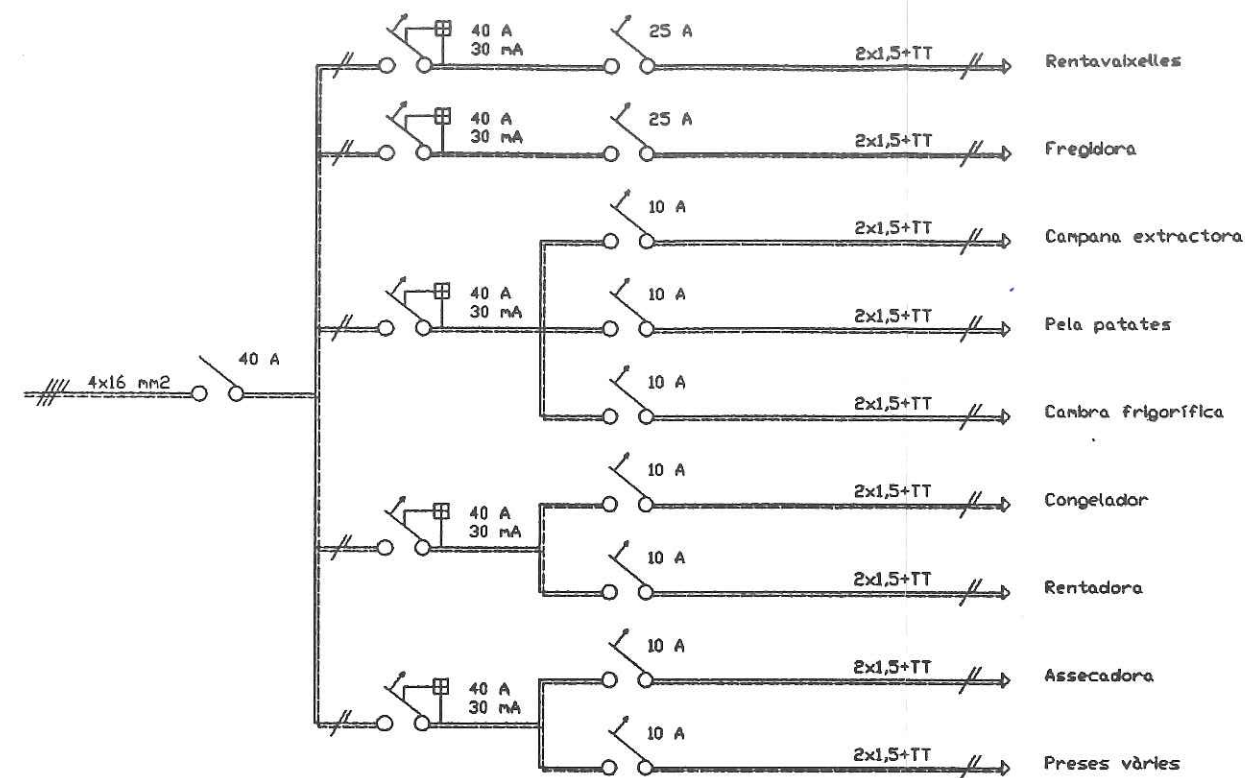 40 A
30 mA
25 A
2x1,5+TT
Rentavaixelles
40 A
30 mA
25 A
2x1,5+TT
Fregidora
10 A
2x1,5+TT
Campana extractora
40 A
30 mA
10 A
2x1,5+TT
Pela patates
4x16 mm2
40 A
10 A
2x1,5+TT
Cambra frigorífica
10 A
2x1,5+TT
Congelador
40 A
30 mA
10 A
2x1,5+TT
Rentadora
10 A
2x1,5+TT
Assecadora
40 A
30 mA
10 A
2x1,5+TT
Preses vàries